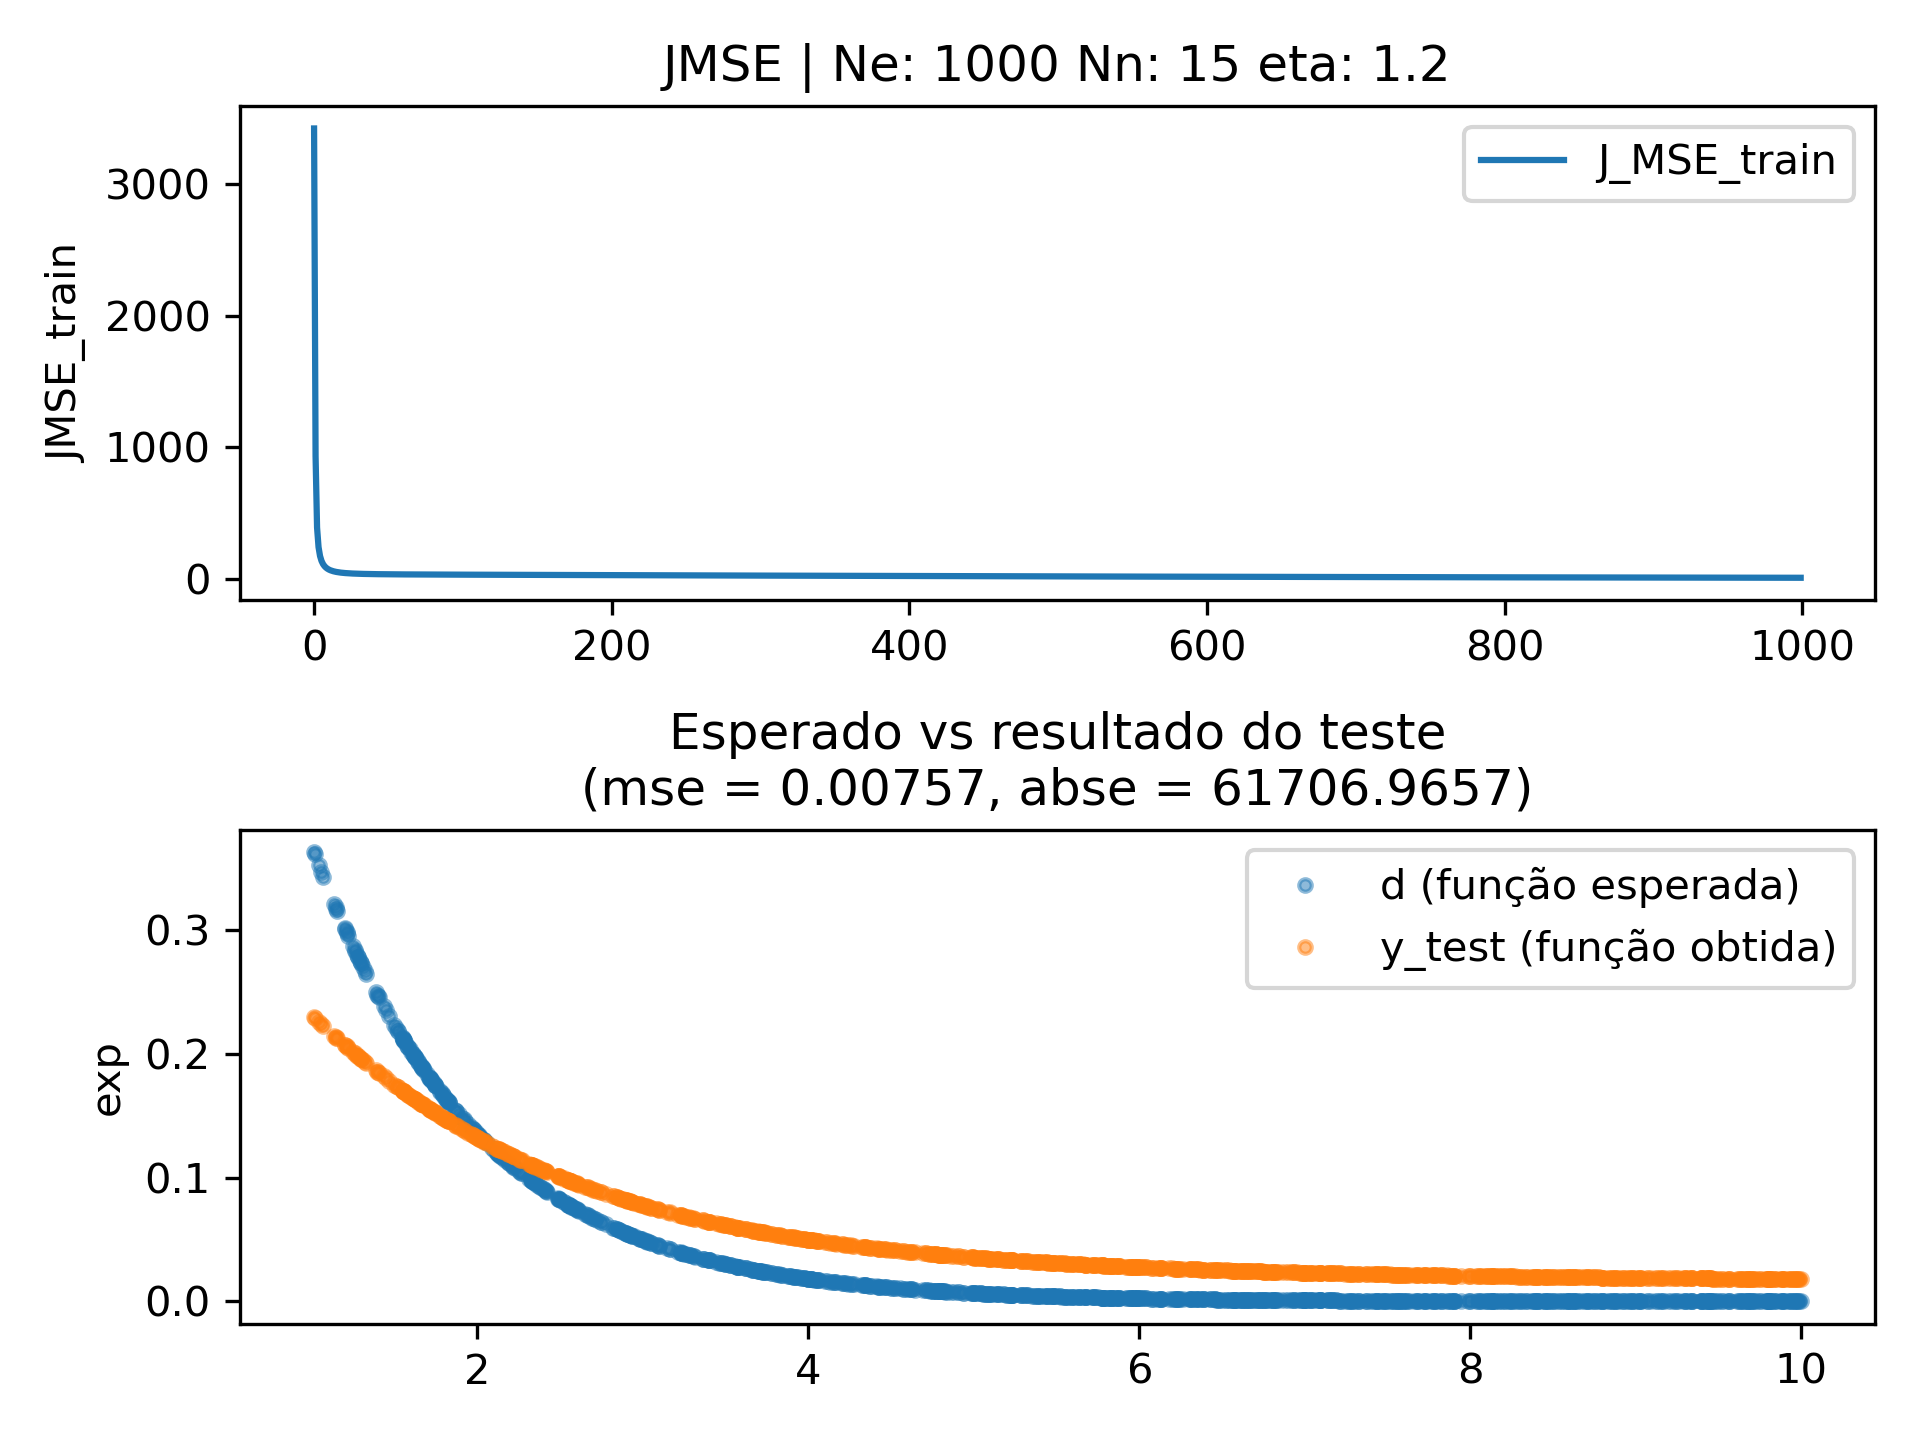 JMSE | Ne: 1000 Nn: 15 eta: 1.2
J_MSE_train
JMSE_train
3000
2000
1000
0
0 200 400 600 800 1000
Esperado vs resultado do teste
(mse = 0.00757, abse = 61706.9657)
d (função esperada)
y_test (função obtida)
exp
0.3
0.2
0.1
0.0
2 4 6 8 10